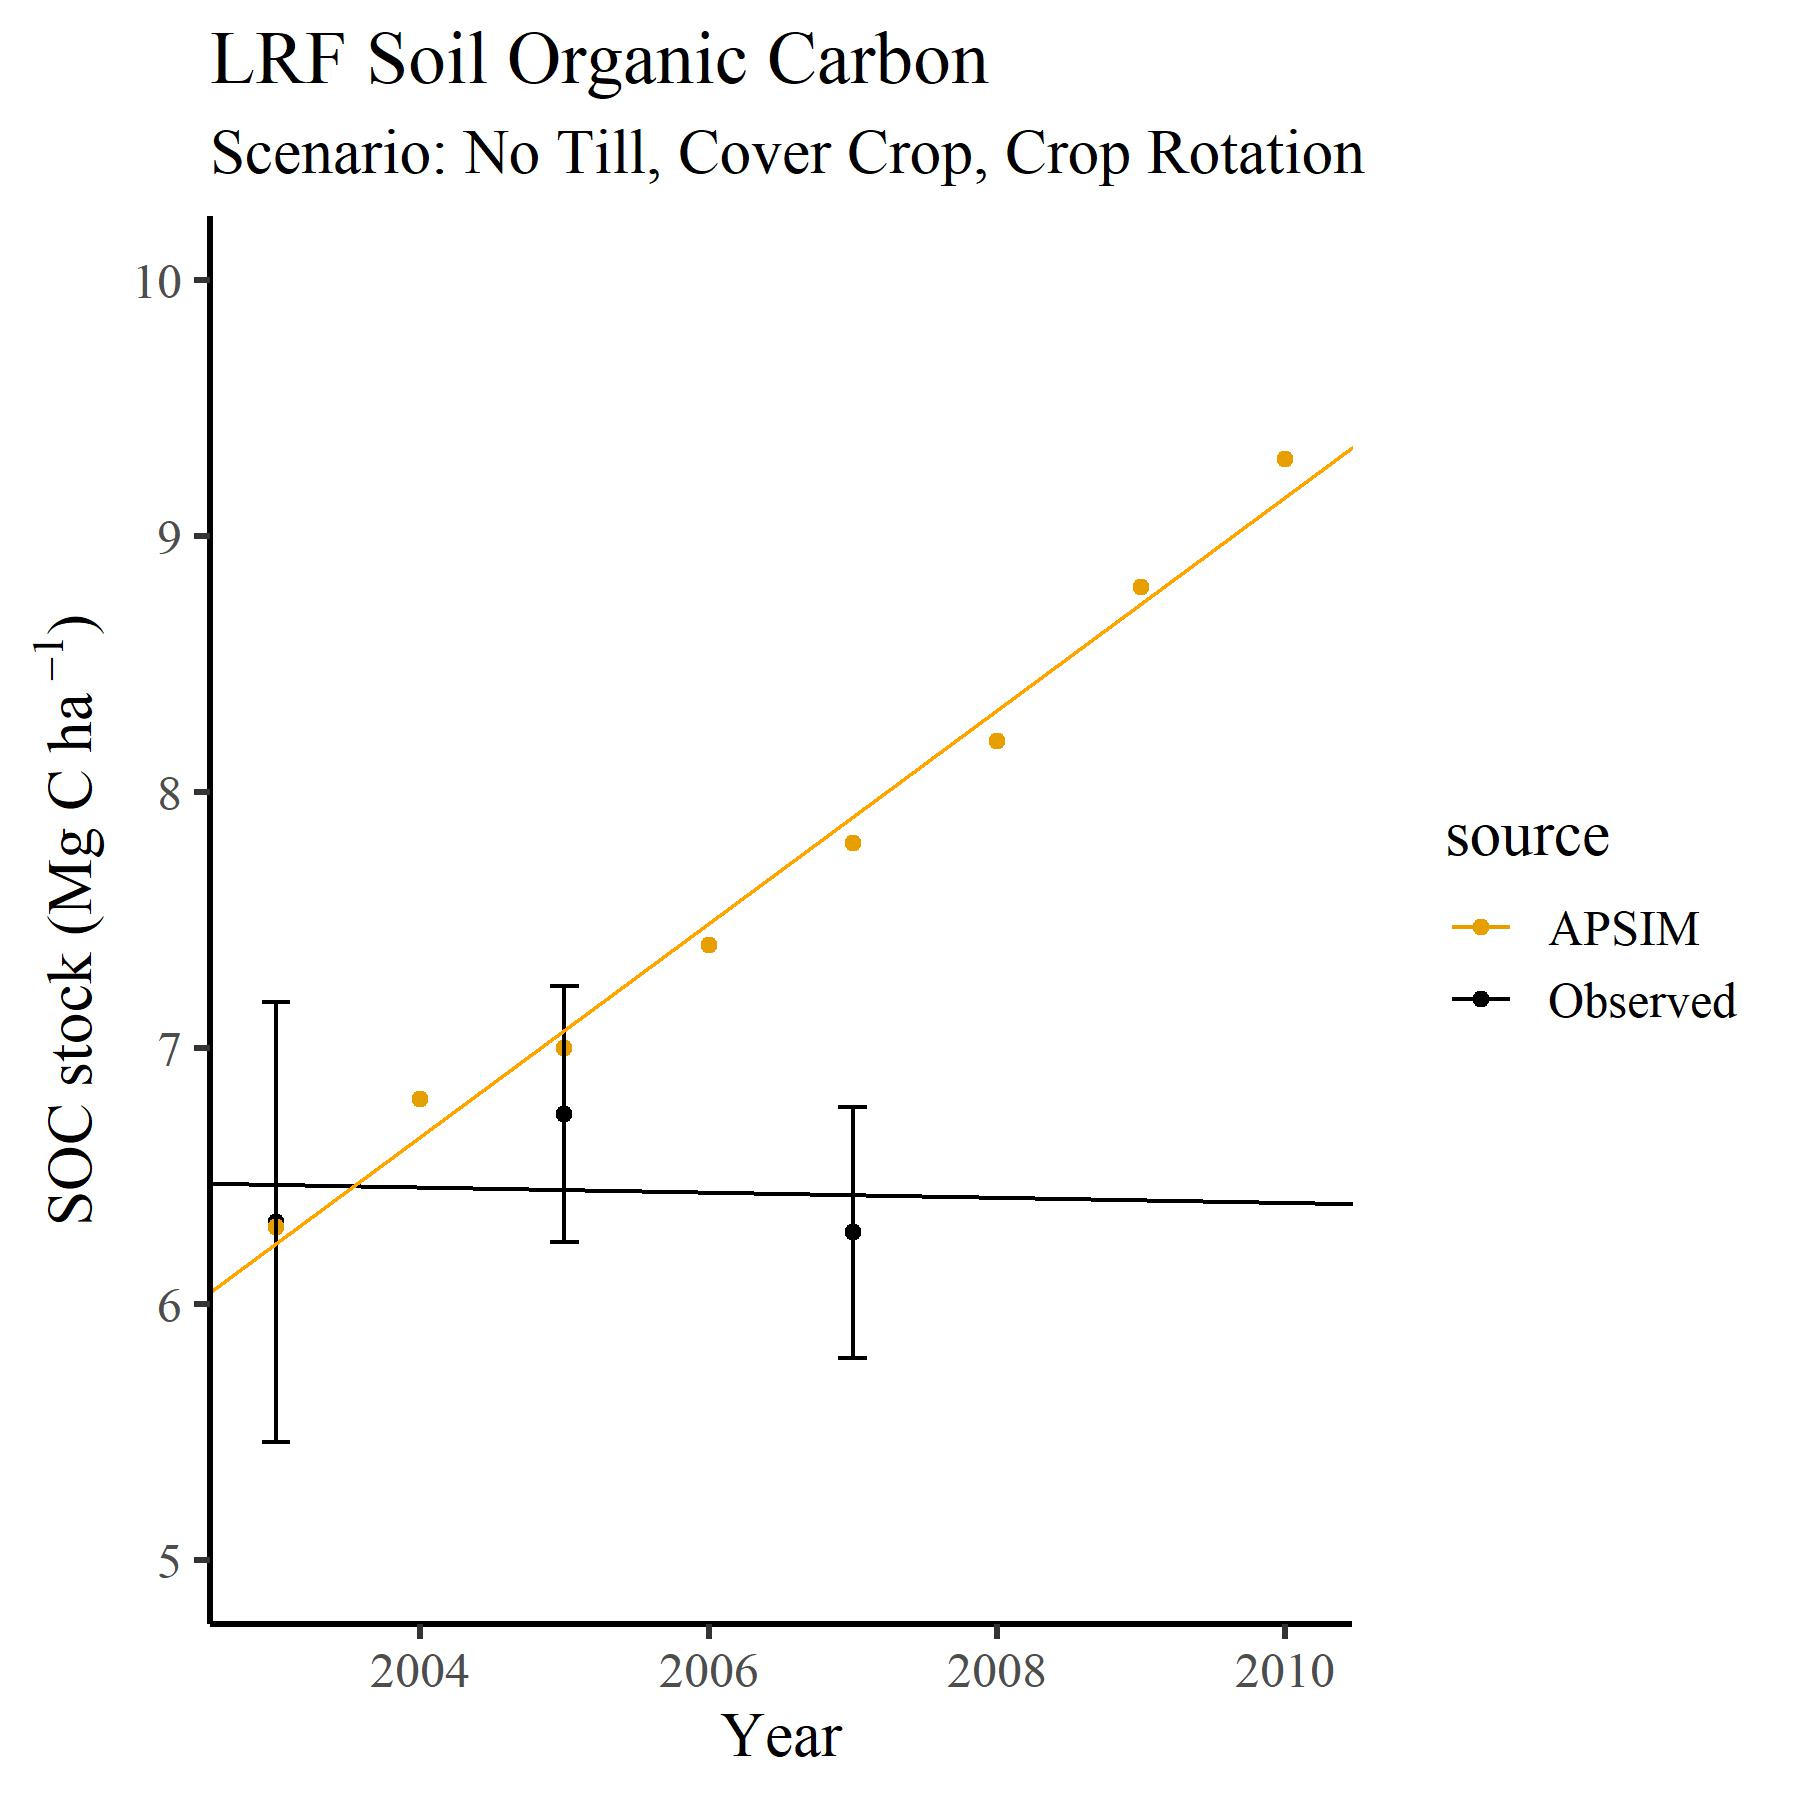 LRF Soil Organic Carbon
Scenario: No Till, Cover Crop, Crop Rotation
SOC stock (Mg C ha ⁻¹)
10
9
8
7
6
5
2004 2006 2008 2010
Year
source
APSIM
Observed